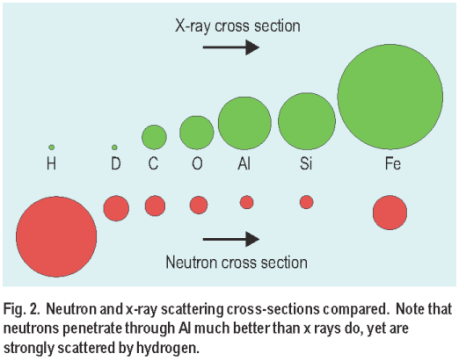 X-ray cross section
H D C O Al Si Fe
Neutron cross section
Fig. 2. Neutron and x-ray scattering cross-sections compared. Note that
neutrons penetrate through Al much better than x rays do, yet are
strongly scattered by hydrogen.